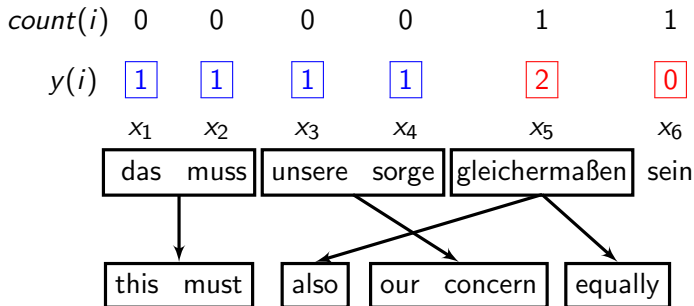 count(i) 0 0 0 0 1 1
y(i) 1 1 1 1 2 0
x₁ x₂ x₃ x₄ x₅ x₆
das muss unsere sorge gleichermaßen sein
this must also our concern equally